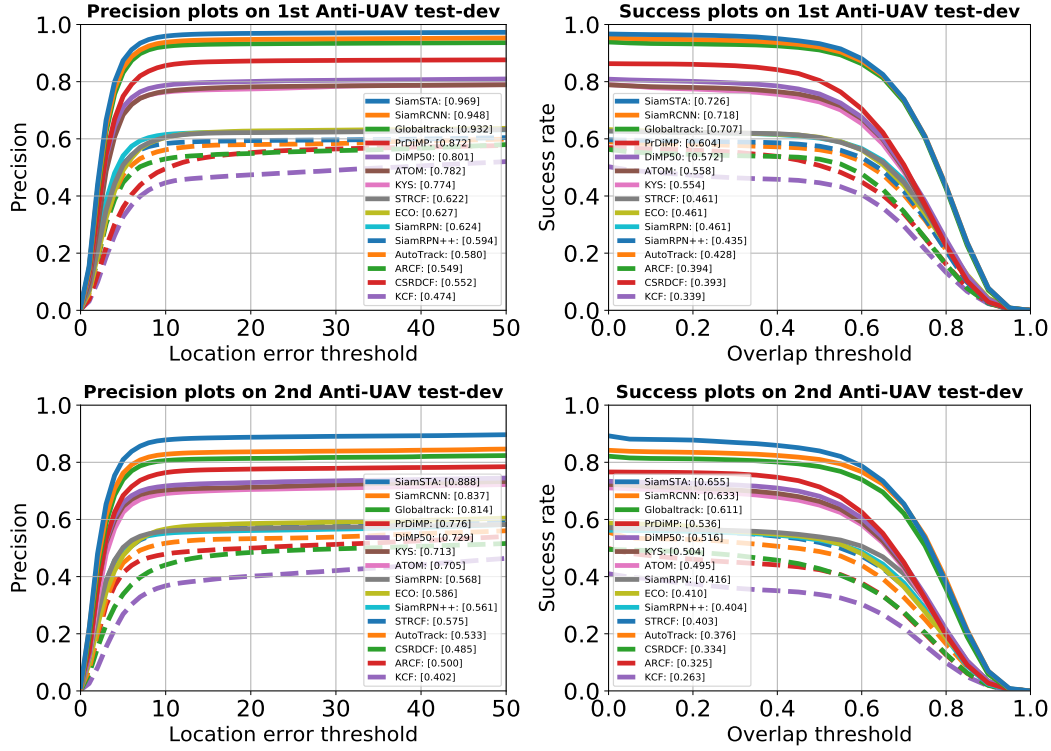 Precision plots on 1st Anti-UAV test-dev
1.0
0.8
0.6
0.4
0.2
0.0
Precision
0
10
20
30
40
50
Location error threshold
SiamSTA: [0.969]
SiamRCNN: [0.948]
Globaltrack: [0.932]
PrDiMP: [0.872]
DiMP50: [0.801]
ATOM: [0.782]
KYS: [0.774]
STRCF: [0.622]
ECO: [0.627]
SiamRPN: [0.624]
SiamRPN++: [0.594]
AutoTrack: [0.580]
ARCF: [0.549]
CSRDCF: [0.552]
KCF: [0.474]
Success plots on 1st Anti-UAV test-dev
1.0
0.8
0.6
0.4
0.2
0.0
Success rate
0.0
0.2
0.4
0.6
0.8
1.0
Overlap threshold
SiamSTA: [0.726]
SiamRCNN: [0.718]
Globaltrack: [0.707]
PrDiMP: [0.604]
DiMP50: [0.572]
ATOM: [0.558]
KYS: [0.554]
STRCF: [0.461]
ECO: [0.461]
SiamRPN: [0.461]
SiamRPN++: [0.435]
AutoTrack: [0.428]
ARCF: [0.394]
CSRDCF: [0.393]
KCF: [0.339]
Precision plots on 2nd Anti-UAV test-dev
1.0
0.8
0.6
0.4
0.2
0.0
Precision
0
10
20
30
40
50
Location error threshold
SiamSTA: [0.888]
SiamRCNN: [0.837]
Globaltrack: [0.814]
PrDiMP: [0.776]
DiMP50: [0.729]
KYS: [0.713]
ATOM: [0.705]
SiamRPN: [0.568]
ECO: [0.586]
SiamRPN++: [0.561]
STRCF: [0.575]
AutoTrack: [0.533]
CSRDCF: [0.485]
ARCF: [0.500]
KCF: [0.402]
Success plots on 2nd Anti-UAV test-dev
1.0
0.8
0.6
0.4
0.2
0.0
Success rate
0.0
0.2
0.4
0.6
0.8
1.0
Overlap threshold
SiamSTA: [0.655]
SiamRCNN: [0.633]
Globaltrack: [0.611]
PrDiMP: [0.536]
DiMP50: [0.516]
KYS: [0.504]
ATOM: [0.495]
SiamRPN: [0.416]
ECO: [0.410]
SiamRPN++: [0.404]
STRCF: [0.403]
AutoTrack: [0.376]
CSRDCF: [0.334]
ARCF: [0.325]
KCF: [0.263]